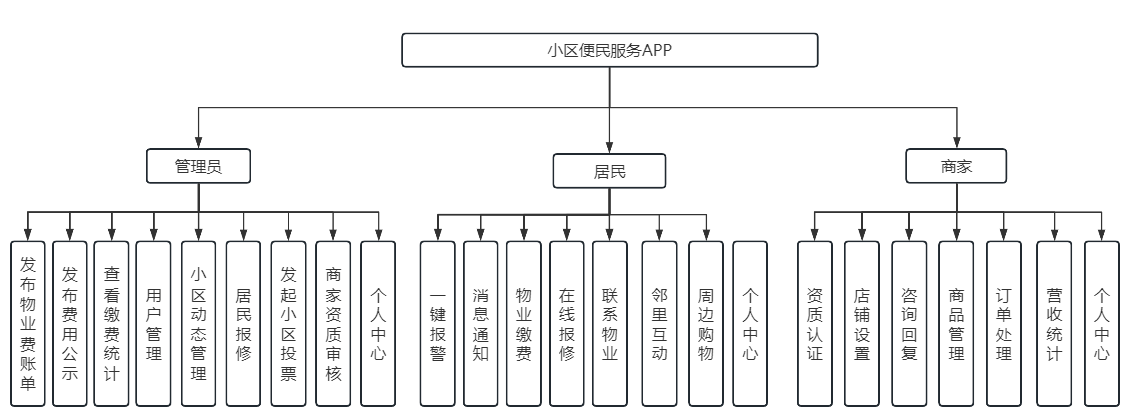 小区便民服务APP
管理员
居民
商家
发布物业费账单
发布费用公示
查看缴费统计
用户管理
小区动态管理
居民报修
发起小区投票
商家资质审核
个人中心
一键报警
消息通知
物业缴费
在线报修
联系物业
邻里互动
周边购物
个人中心
资质认证
店铺设置
咨询回复
商品管理
订单处理
营收统计
个人中心